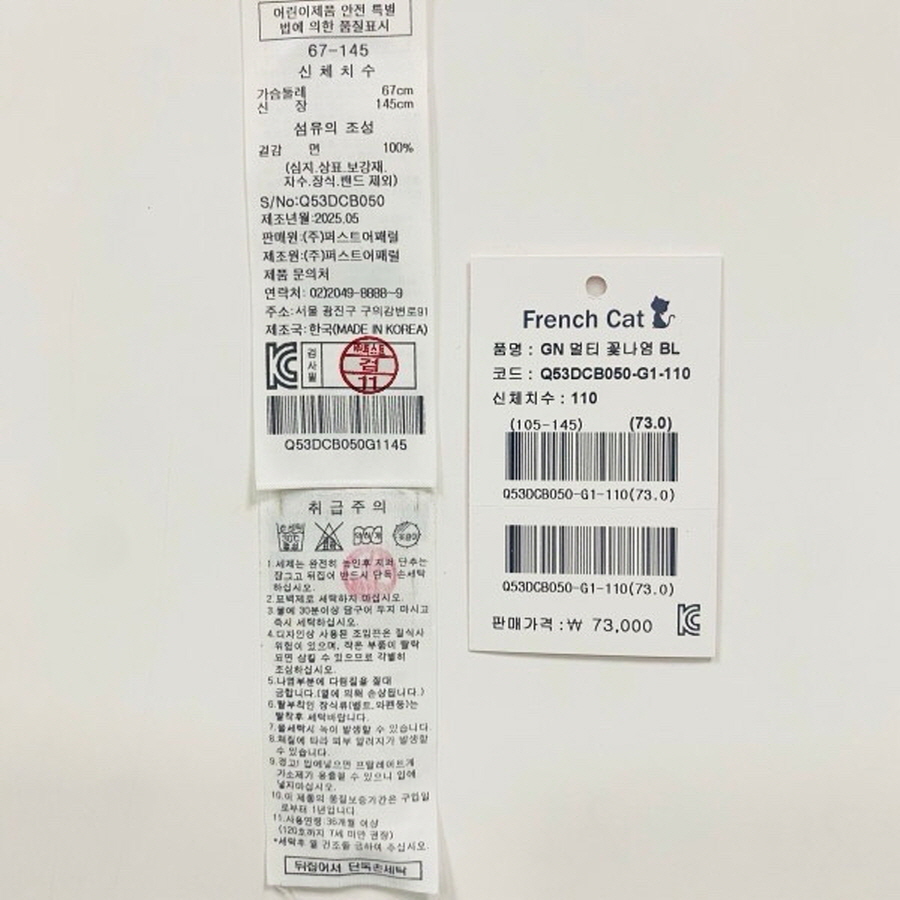 어린이제품 안전 특별
법에 의한 품질표시
67-145
신 체 치 수
가슴둘레 67cm
신 장 145cm
섬유의 조성
겉감 면 100%
(심지.상표.보강재.
자수.장식.밴드 제외)
S/No:Q53DCB050
제조년월:2025.05
판매원:(주)퍼스트어패럴
제조원:(주)퍼스트어패럴
제품 문의처
연락처: 02)2049-8888~9
주소:서울 광진구 구의강변로91
제조국:한국(MADE IN KOREA)
KC 검사필
검
11
Q53DCB050G1145
취 급 주 의
1.세제는 완전히 녹인후 지퍼 단추는
잠그고 뒤집어 반드시 단독 손세탁
하십시오.
2.표백제로 세탁하지 마십시오.
3.물에 30분이상 담구어 두지 마시고
즉시 세탁하십시오.
4.디자인상 사용된 조임끈은 질식사
위험이 있으며, 작은 부품이 탈락
되면 삼킬 수 있으므로 각별히
조심하십시오.
5.나염부분에 다림질을 절대
금합니다.(열에 의해 손상됩니다.)
6.탈부착인 장식류(벨트,와펜등)는
탈착후 세탁바랍니다.
7.물세탁시 녹이 발생할 수 있습니다
8.체질에 따라 피부 알러지가 발생할
수 있습니다.
9.경고! 입에넣으면 프탈레이트계
가소제가 용출될 수 있으니 입에
넣지마십시오.
10.이 제품의 품질보증기간은 구입일
로부터 1년입니다
11.사용연령:36개월 이상
(120호까지 7세 미만 권장)
*세탁후 열 건조를 금하여 주십시오.
뒤집어서 단독손세탁
French Cat
품명 : GN 멀티 꽃나염 BL
코드 : Q53DCB050-G1-110
신체치수 : 110
(105-145) (73.0)
Q53DCB050-G1-110(73.0)
Q53DCB050-G1-110(73.0)
판매가격 :₩ 73,000 KC